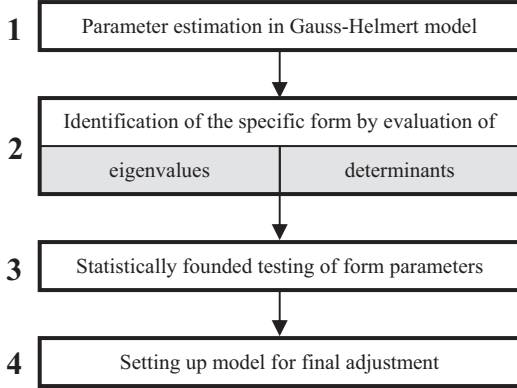 1 Parameter estimation in Gauss-Helmert model
2 Identification of the specific form by evaluation of
eigenvalues determinants
3 Statistically founded testing of form parameters
4 Setting up model for final adjustment